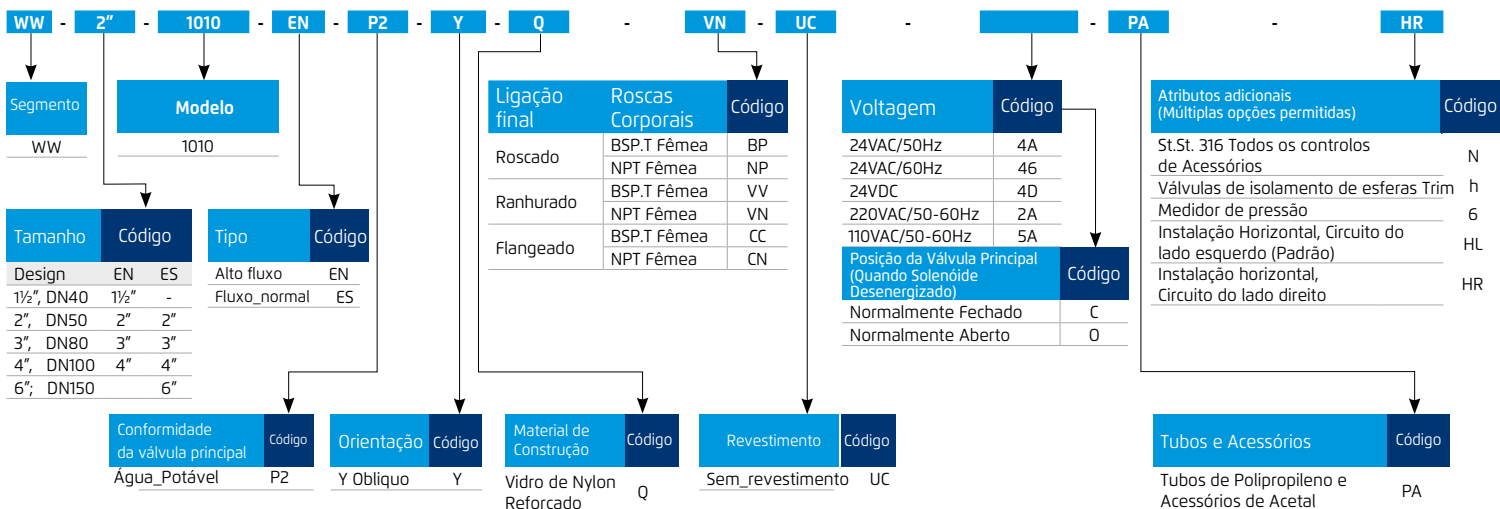 WW - 2" - 1010 - EN - P2 - Y - Q - VN - UC - - PA - HR
Segmento
WW
Modelo
1010
Tamanho Código
Design EN ES
1½", DN40 1½" -
2", DN50 2" 2"
3", DN80 3" 3"
4", DN100 4" 4"
6"; DN150 6"
Tipo Código
Alto fluxo EN
Fluxo_normal ES
Ligação final Roscas Corporais Código
Roscado BSP.T Fêmea BP
NPT Fêmea NP
Ranhurado BSP.T Fêmea VV
NPT Fêmea VN
Flangeado BSP.T Fêmea CC
NPT Fêmea CN
Voltagem Código
24VAC/50Hz 4A
24VAC/60Hz 46
24VDC 4D
220VAC/50-60Hz 2A
110VAC/50-60Hz 5A
Posição da Válvula Principal
(Quando Solenóide
Desenergizado)
Código
Normalmente Fechado C
Normalmente Aberto O
Atributos adicionais
(Múltiplas opções permitidas)
Código
St.St. 316 Todos os controlos
de Acessórios
N
Válvulas de isolamento de esferas Trim h
Medidor de pressão 6
Instalação Horizontal, Circuito do
lado esquerdo (Padrão)
HL
Instalação horizontal,
Circuito do lado direito
HR
Conformidade
da válvula principal
Código
Água_Potável P2
Orientação Código
Y Obliquo Y
Material de
Construção
Código
Vidro de Nylon
Reforcado
Q
Revestimento Código
Sem_revestimento UC
Tubos e Acessórios Código
Tubos de Polipropileno e
Acessórios de Acetal
PA